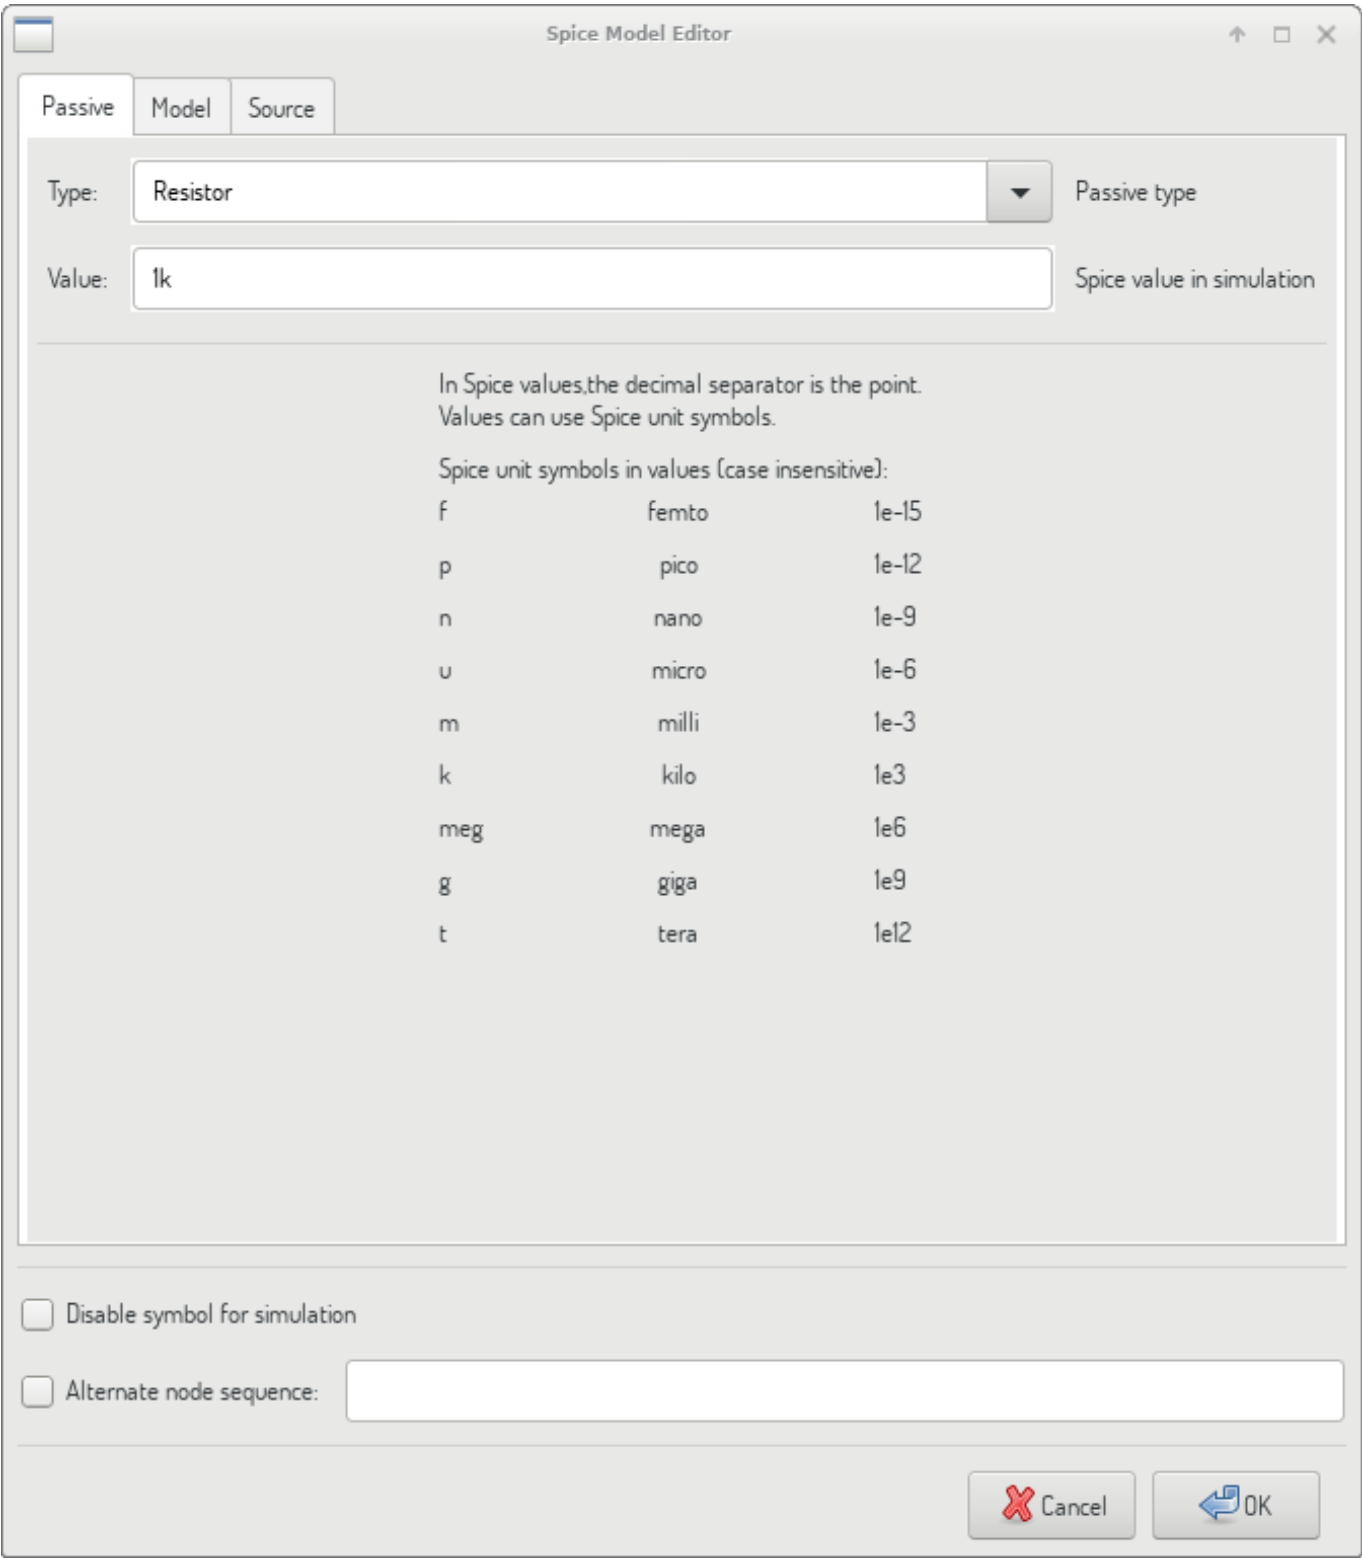 Spice Model Editor
Passive Model Source
Type: Resistor Passive type
Value: 1k Spice value in simulation
In Spice values,the decimal separator is the point.
Values can use Spice unit symbols.
Spice unit symbols in values (case insensitive):
f femto 1e-15
p pico 1e-12
n nano 1e-9
u micro 1e-6
m milli 1e-3
k kilo 1e3
meg mega 1e6
g giga 1e9
t tera 1e12
Disable symbol for simulation
Alternate node sequence:
Cancel OK